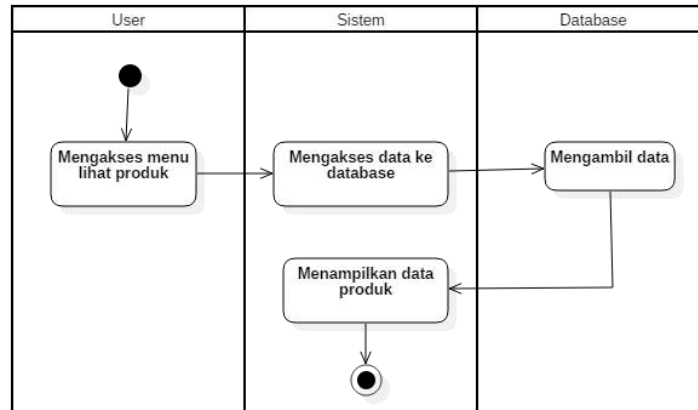 User
Sistem
Database
Mengakses menu
lihat produk
Mengakses data ke
database
Mengambil data
Menampilkan data
produk